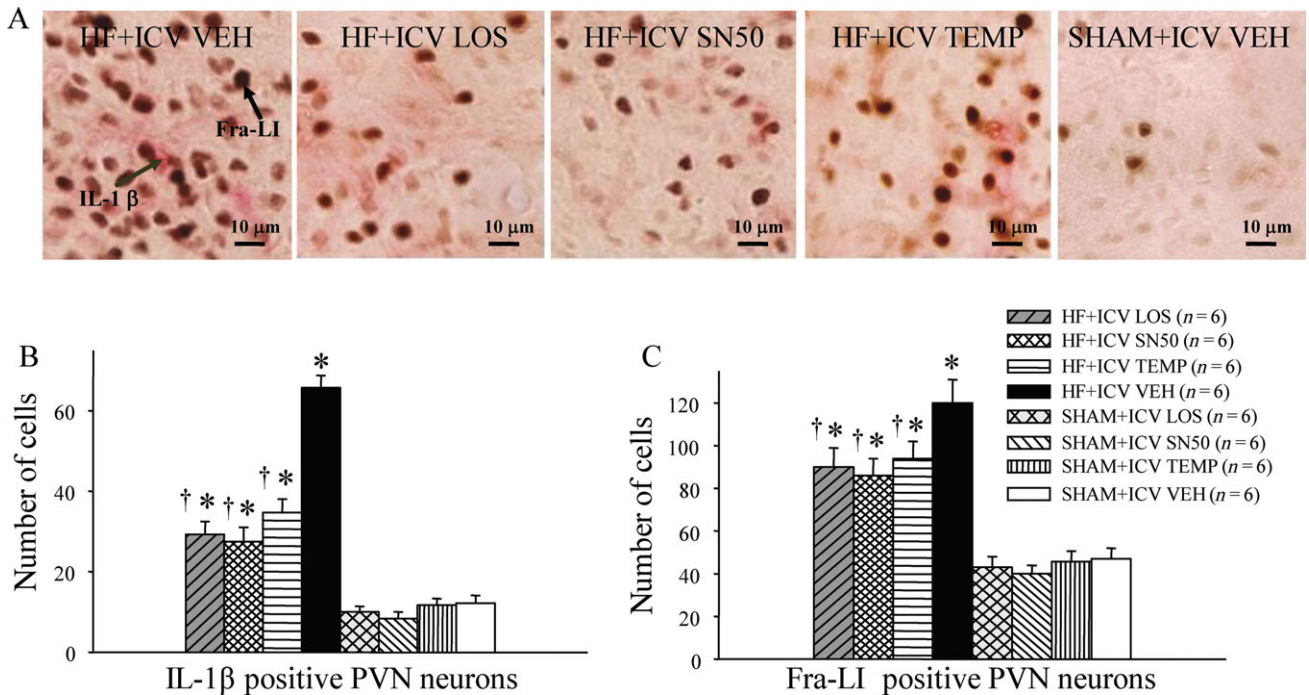 A
HF+ICV VEH
HF+ICV LOS
HF+ICV SN50
HF+ICV TEMP
SHAM+ICV VEH
Fra-LI
IL-1 β
10 μm
10 μm
10 μm
10 μm
10 μm
B
Number of cells
60
40
20
0
*
† *
† *
† *
IL-1β positive PVN neurons
C
Number of cells
120
100
80
60
40
20
0
*
† *
† *
† *
Fra-LI positive PVN neurons
HF+ICV LOS (n = 6)
HF+ICV SN50 (n = 6)
HF+ICV TEMP (n = 6)
HF+ICV VEH (n = 6)
SHAM+ICV LOS (n = 6)
SHAM+ICV SN50 (n = 6)
SHAM+ICV TEMP (n = 6)
SHAM+ICV VEH (n = 6)